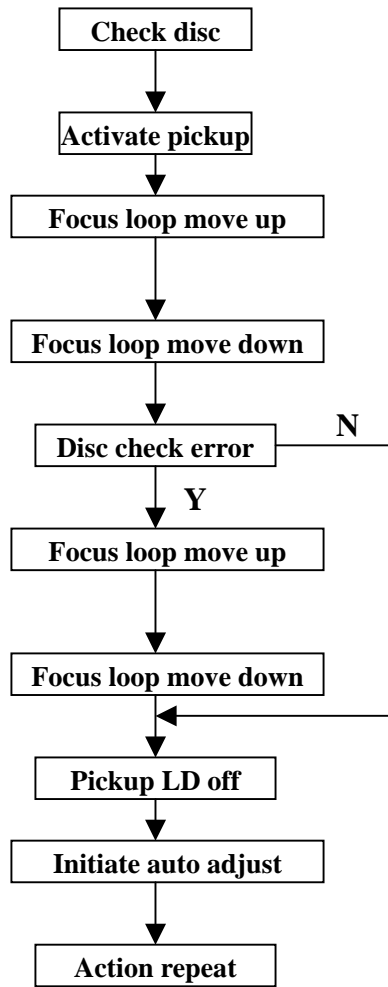 Check disc
Activate pickup
Focus loop move up
Focus loop move down
Disc check error
N
Y
Focus loop move up
Focus loop move down
Pickup LD off
Initiate auto adjust
Action repeat